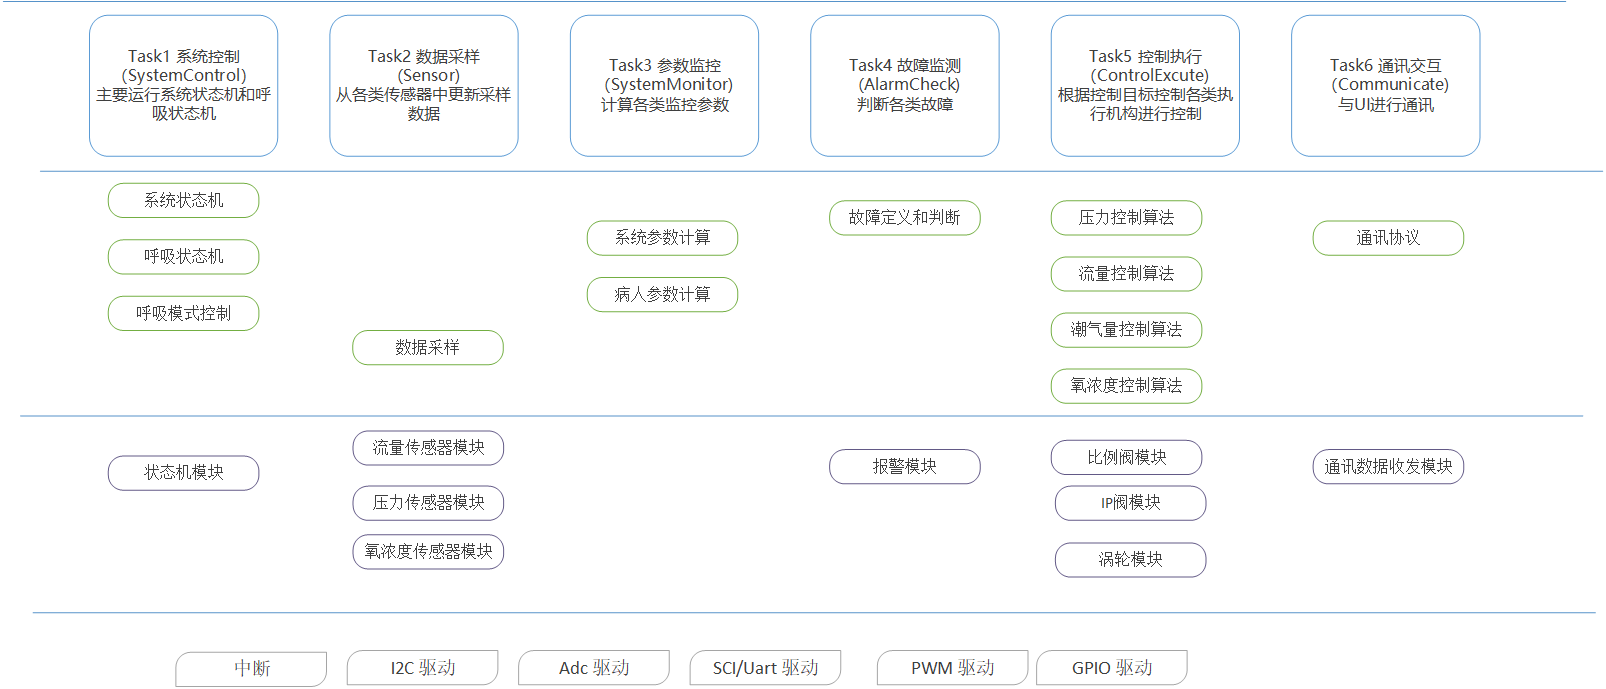 Task1 系统控制
(SystemControl)
主要运行系统状态机和呼
吸状态机
Task2 数据采样
(Sensor)
从各类传感器中更新采样
数据
Task3 参数监控
(SystemMonitor)
计算各类监控参数
Task4 故障监测
(AlarmCheck)
判断各类故障
Task5 控制执行
(ControlExcute)
根据控制目标控制各类执
行机构进行控制
Task6 通讯交互
(Communicate)
与UI进行通讯
系统状态机
呼吸状态机
呼吸模式控制
数据采样
系统参数计算
病人参数计算
故障定义和判断
压力控制算法
流量控制算法
潮气量控制算法
氧浓度控制算法
通讯协议
状态机模块
流量传感器模块
压力传感器模块
氧浓度传感器模块
报警模块
比例阀模块
IP阀模块
涡轮模块
通讯数据收发模块
中断
I2C 驱动
Adc 驱动
SCI/Uart 驱动
PWM 驱动
GPIO 驱动